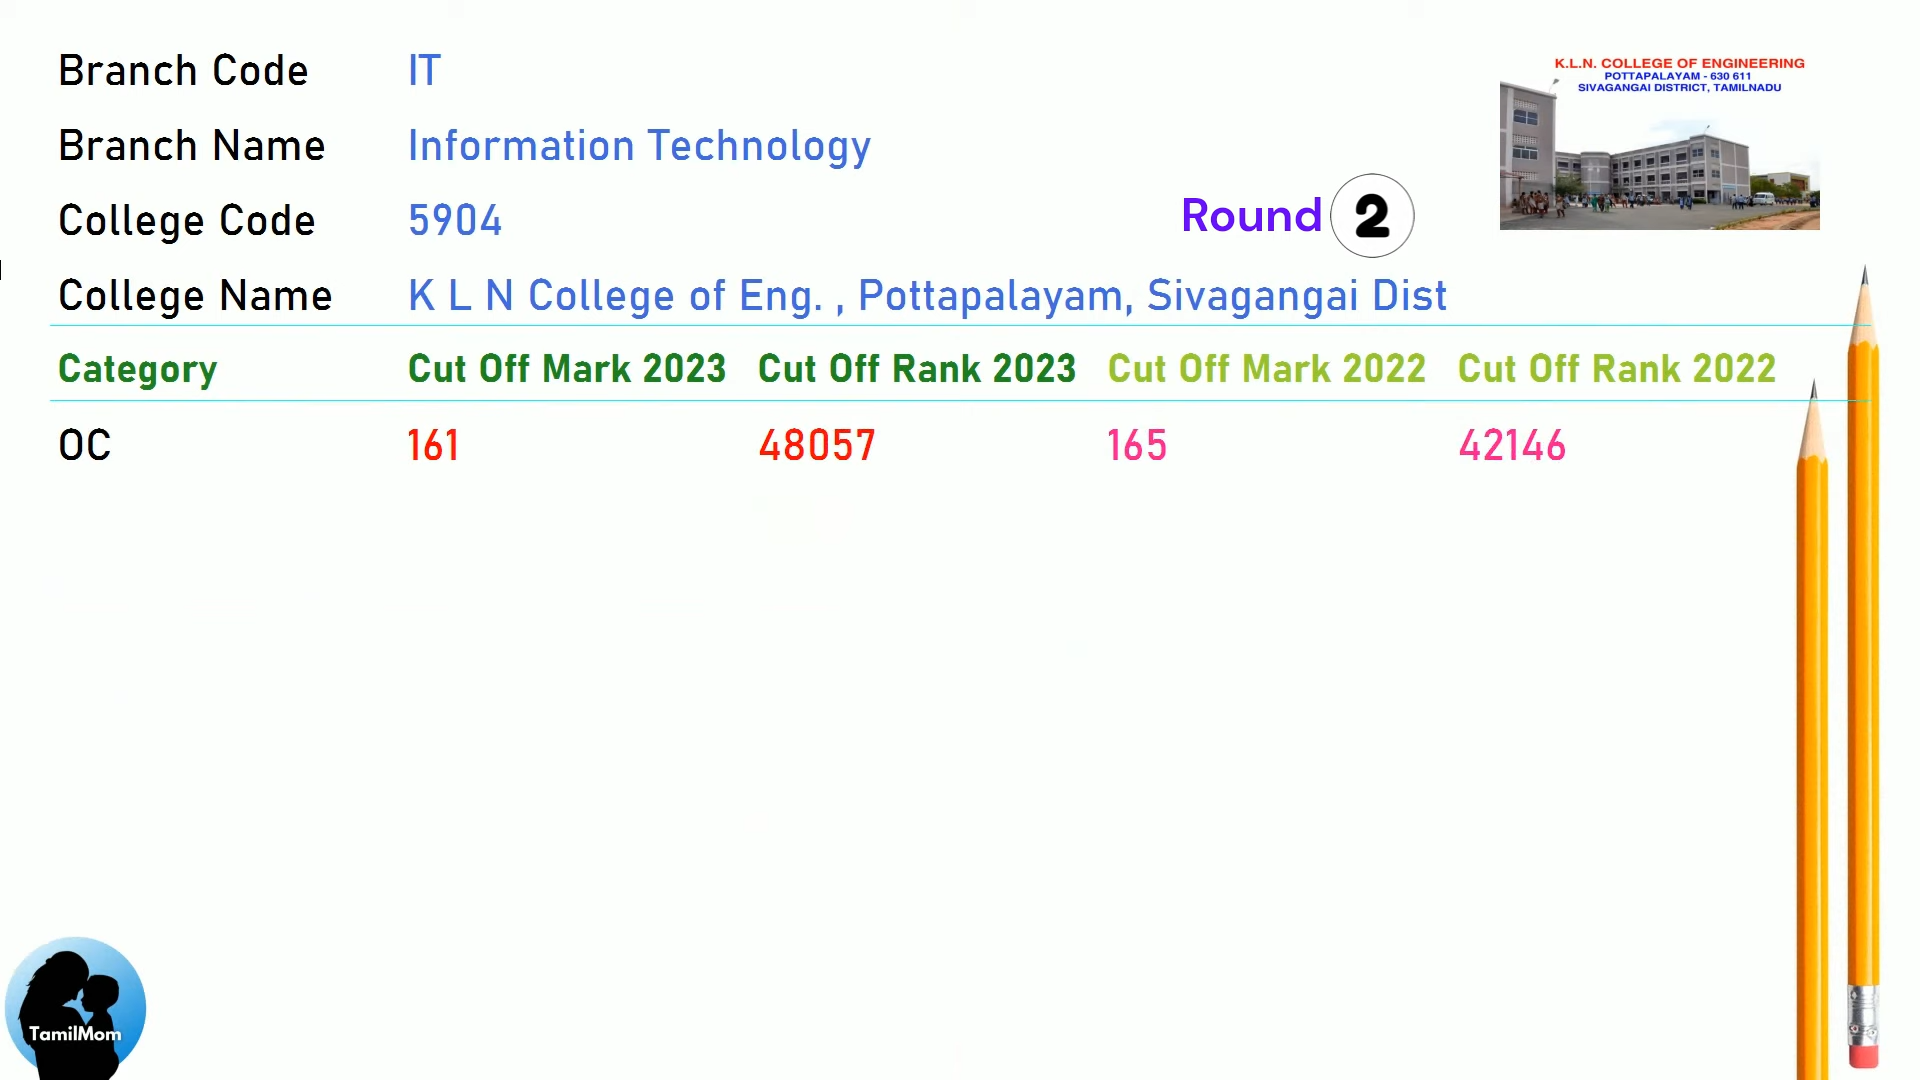 Branch Code IT
Branch Name Information Technology
College Code 5904
College Name K L N College of Eng. , Pottapalayam, Sivagangai Dist
Round 2
K.L.N. COLLEGE OF ENGINEERING
POTTAPALAYAM - 630 611
SIVAGANGAI DISTRICT, TAMILNADU
Category Cut Off Mark 2023 Cut Off Rank 2023 Cut Off Mark 2022 Cut Off Rank 2022
OC 161 48057 165 42146
TamilMom